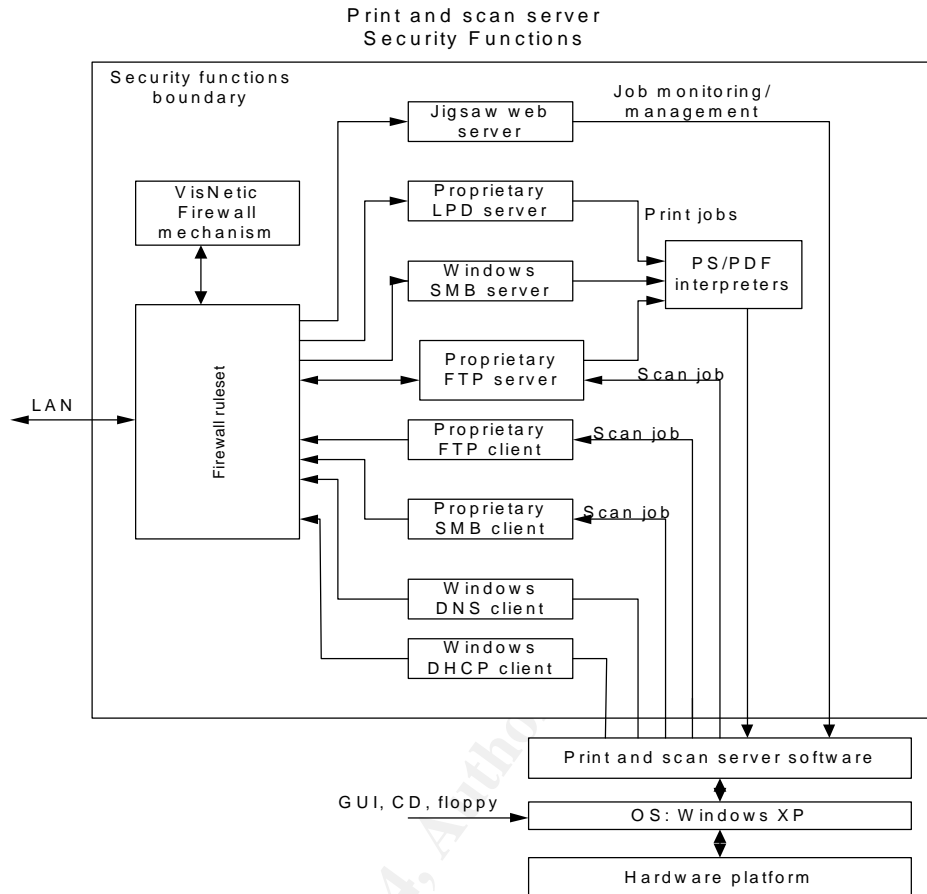 Print and scan server
Security Functions
Security functions
boundary
Job monitoring/
management
Jigsaw web
server
VisNetic
Firewall
mechanism
Proprietary
LPD server
Print jobs
PS/PDF
interpreters
Windows
SMB server
Proprietary
FTP server
Scan job
LAN
Firewall ruleset
Proprietary
FTP client
Scan job
Proprietary
SMB client
Scan job
Windows
DNS client
Windows
DHCP client
Print and scan server software
GUI, CD, floppy
OS: Windows XP
Hardware platform